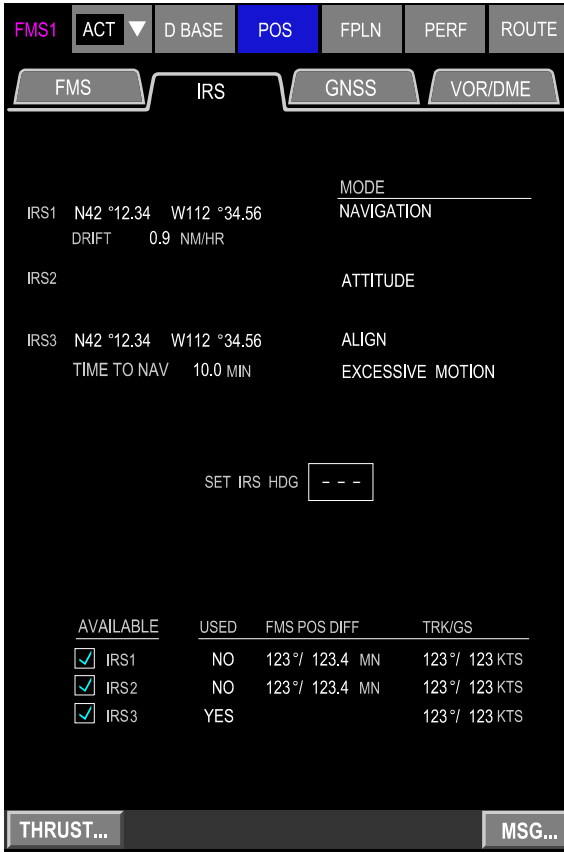 FMS1 ACT D BASE POS FPLN PERF ROUTE
FMS IRS GNSS VOR/DME
MODE
IRS1 N42 °12.34 W112 °34.56 NAVIGATION
DRIFT 0.9 NM/HR
IRS2 ATTITUDE
IRS3 N42 °12.34 W112 °34.56 ALIGN
TIME TO NAV 10.0 MIN EXCESSIVE MOTION
SET IRS HDG - - -
AVAILABLE USED FMS POS DIFF TRK/GS
IRS1 NO 123°/ 123.4 MN 123°/ 123 KTS
IRS2 NO 123°/ 123.4 MN 123°/ 123 KTS
IRS3 YES 123°/ 123 KTS
THRUST... MSG...